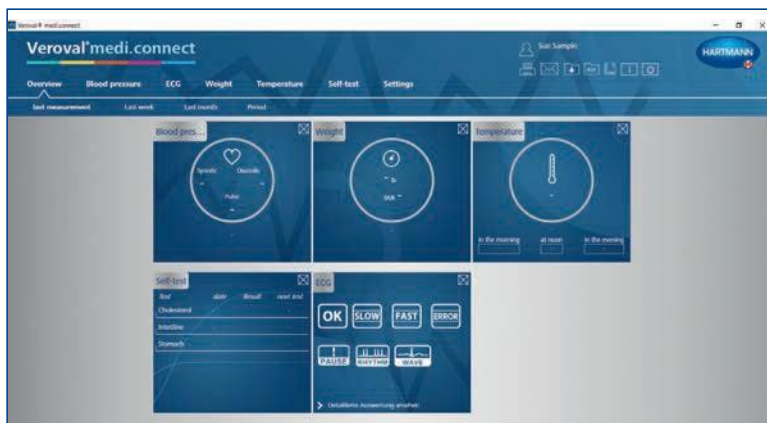 Veroval® medi.connect
Veroval® medi.connect
Sue Sample
HARTMANN
Overview Blood pressure ECG Weight Temperature Self-test Settings
last measurement Last week Last month Period
Blood pres... Weight Temperature
Systolic Diastolic
Pulse
BMI
in the morning at noon in the evening
Self-test ECG
Test date Result next test
Cholesterol
Intestine
Stomach
OK SLOW FAST ERROR
PAUSE RHYTHM WAVE
Detaillierte Auswertung ansehen